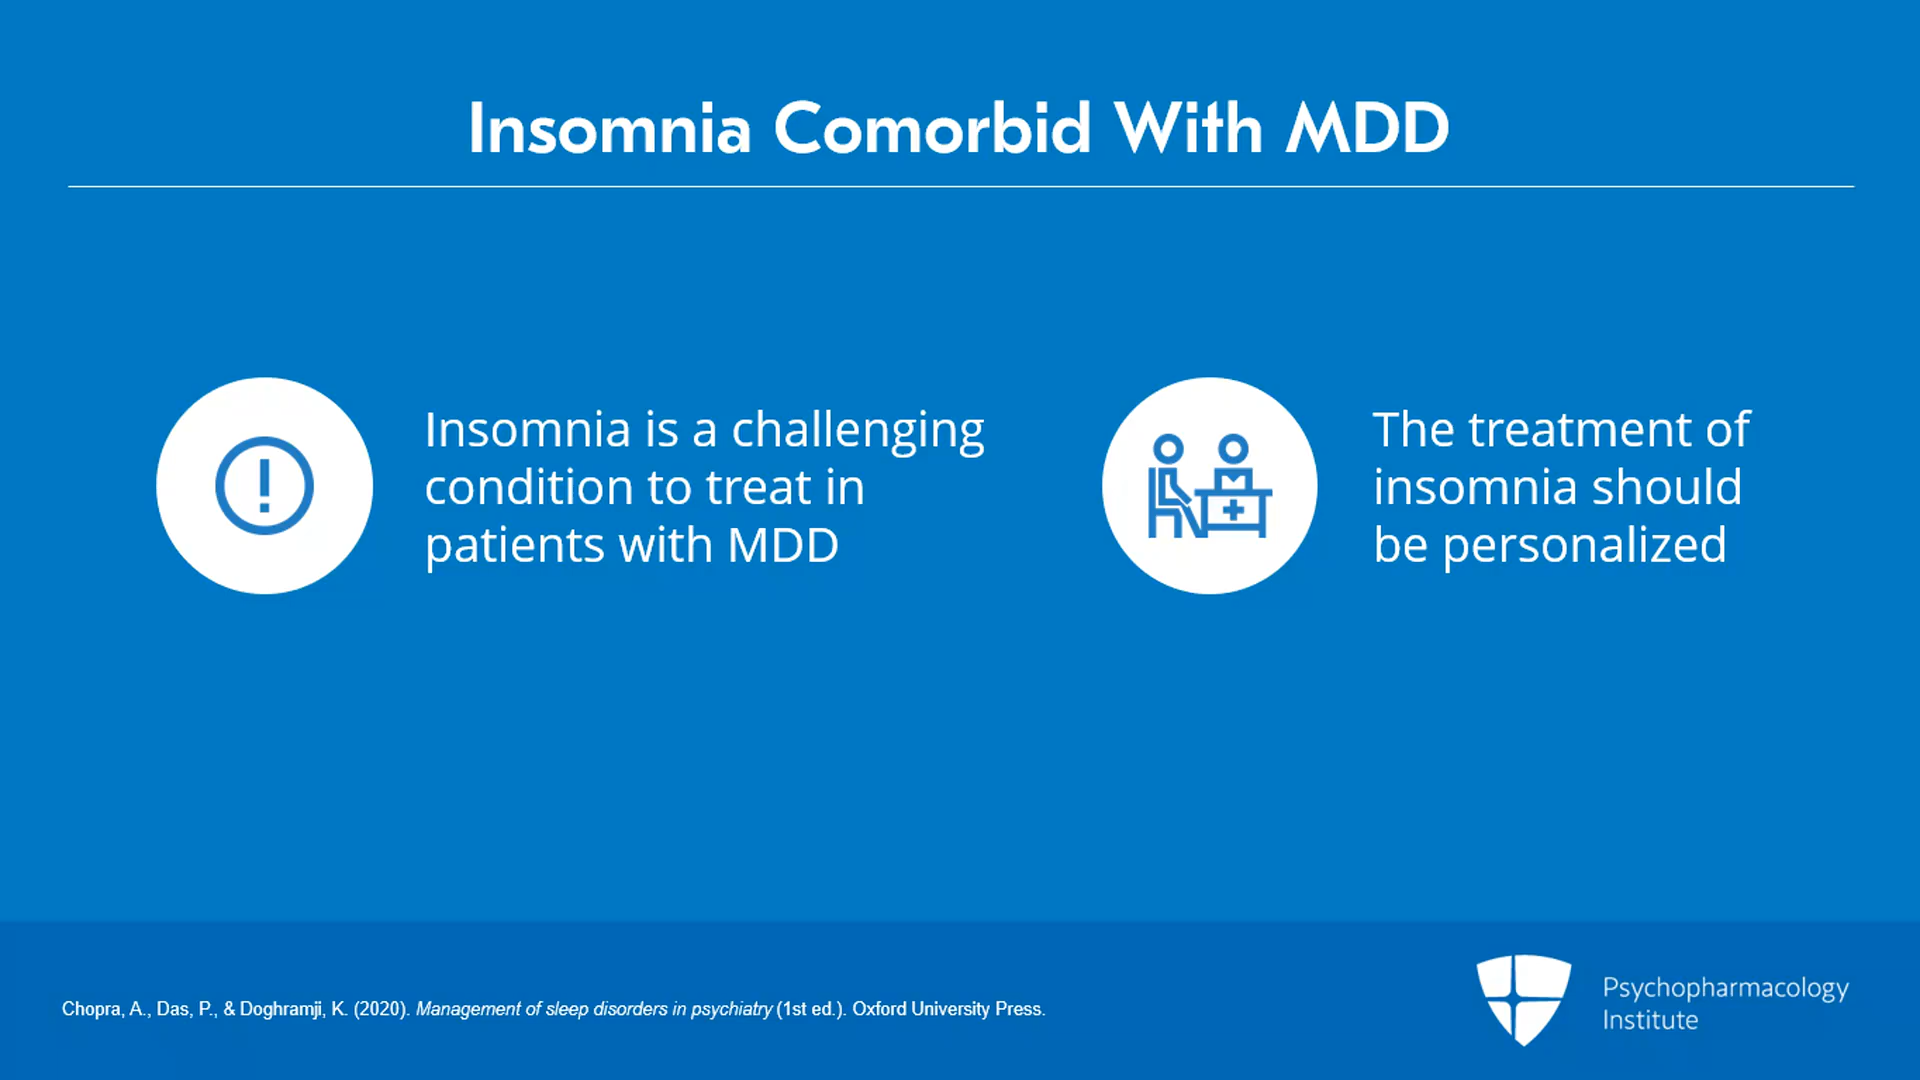 Insomnia Comorbid With MDD
Insomnia is a challenging
condition to treat in
patients with MDD
The treatment of
insomnia should
be personalized
Chopra, A., Das, P., & Doghramji, K. (2020). Management of sleep disorders in psychiatry (1st ed.). Oxford University Press.
Psychopharmacology
Institute